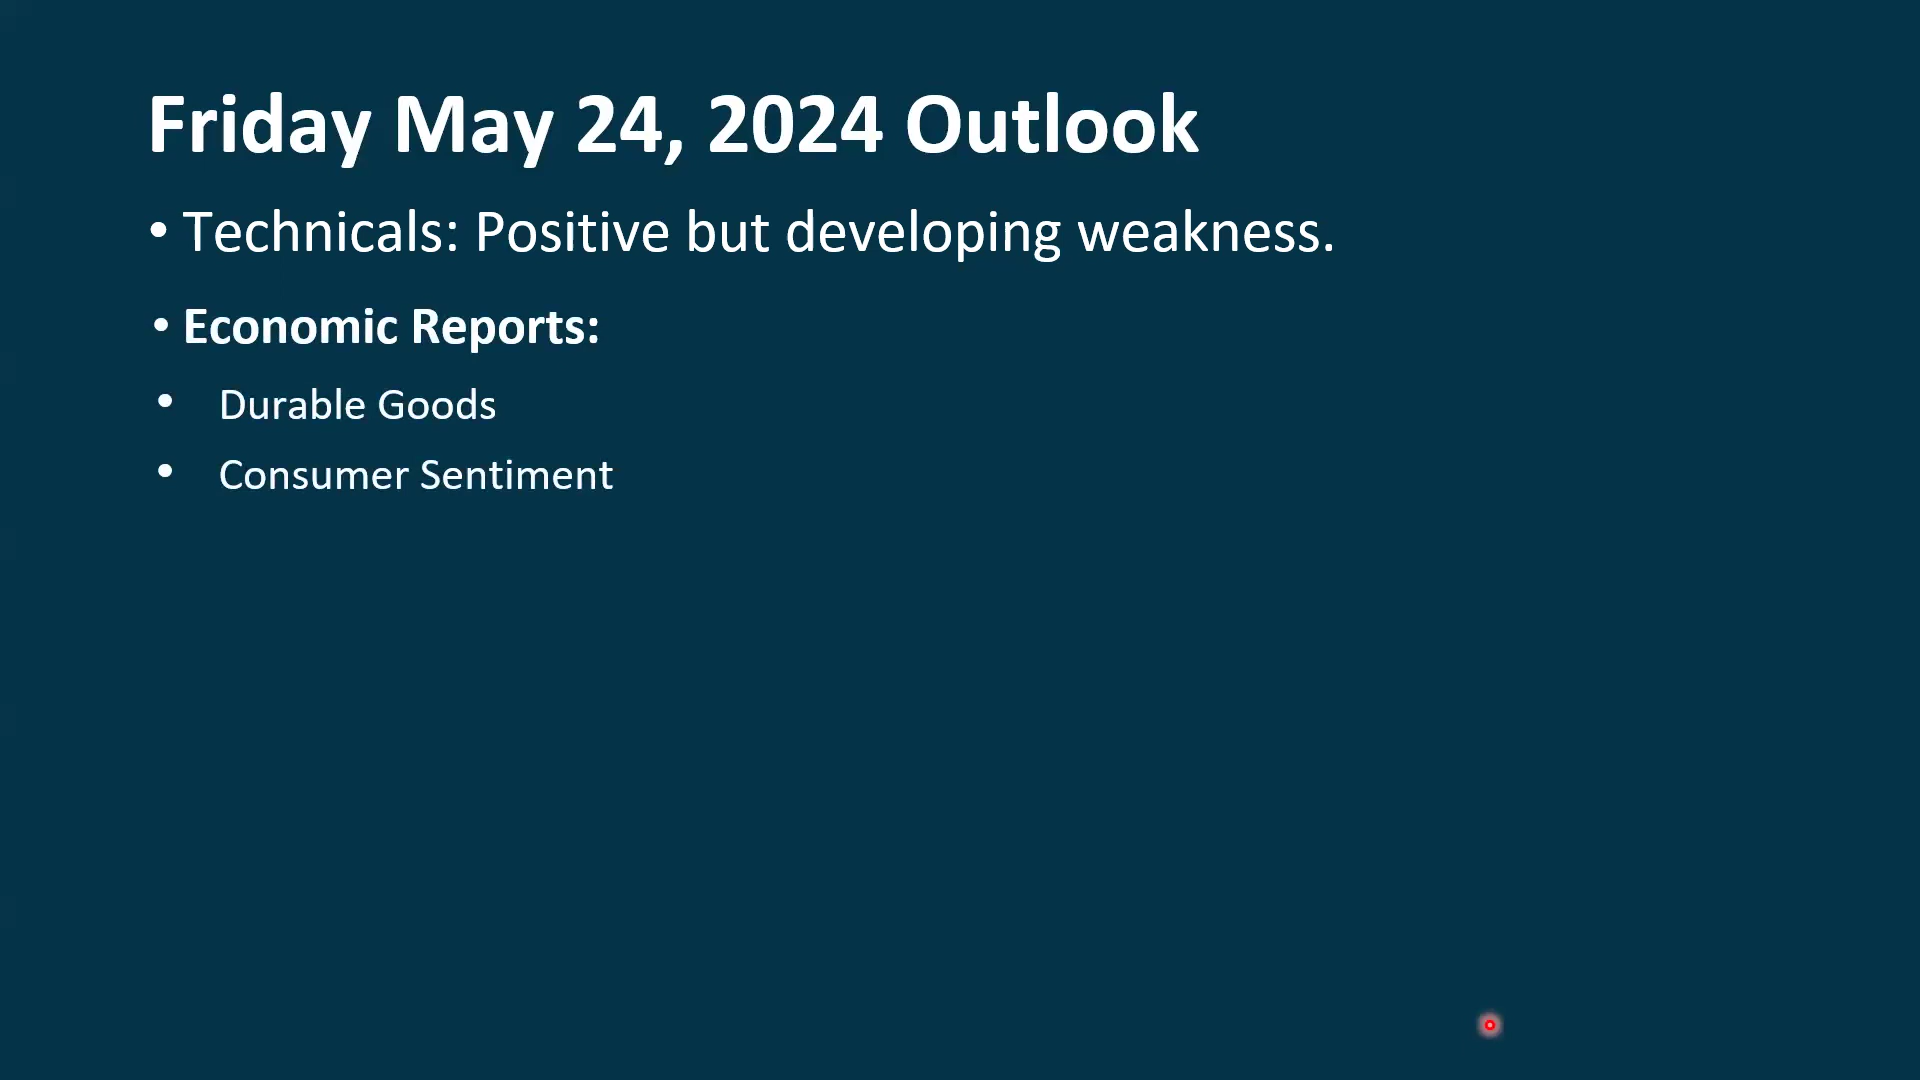 Friday May 24, 2024 Outlook
• Technicals: Positive but developing weakness.
• Economic Reports:
• Durable Goods
• Consumer Sentiment